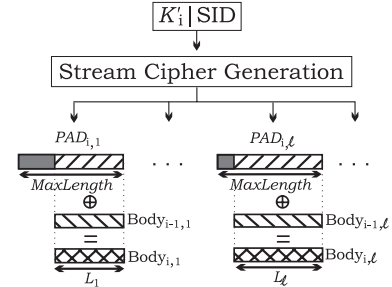 K'i | SID
Stream Cipher Generation
PADi,1 PADi,ℓ
. . . . . .
MaxLength MaxLength
⊕ ⊕
Bodyi-1,1 Bodyi-1,ℓ
= =
Bodyi,1 Bodyi,ℓ
L1 Lℓ